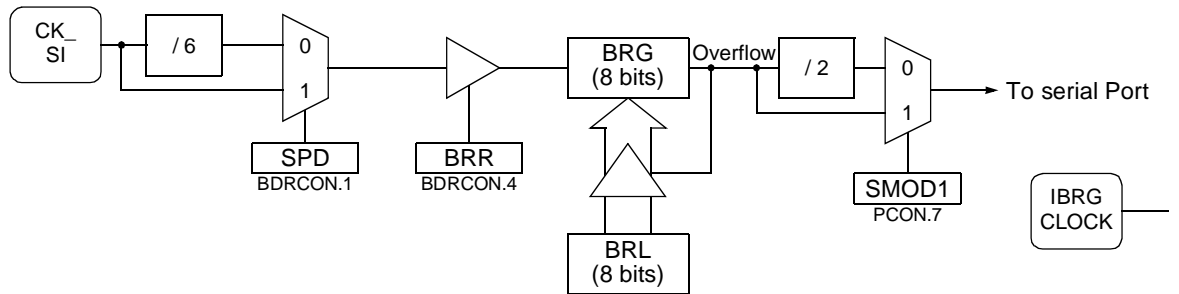 CK_
SI
/ 6
0
1
SPD
BDRCON.1
BRR
BDRCON.4
BRG
(8 bits)
Overflow
BRL
(8 bits)
/ 2
0
1
To serial Port
SMOD1
PCON.7
IBRG
CLOCK